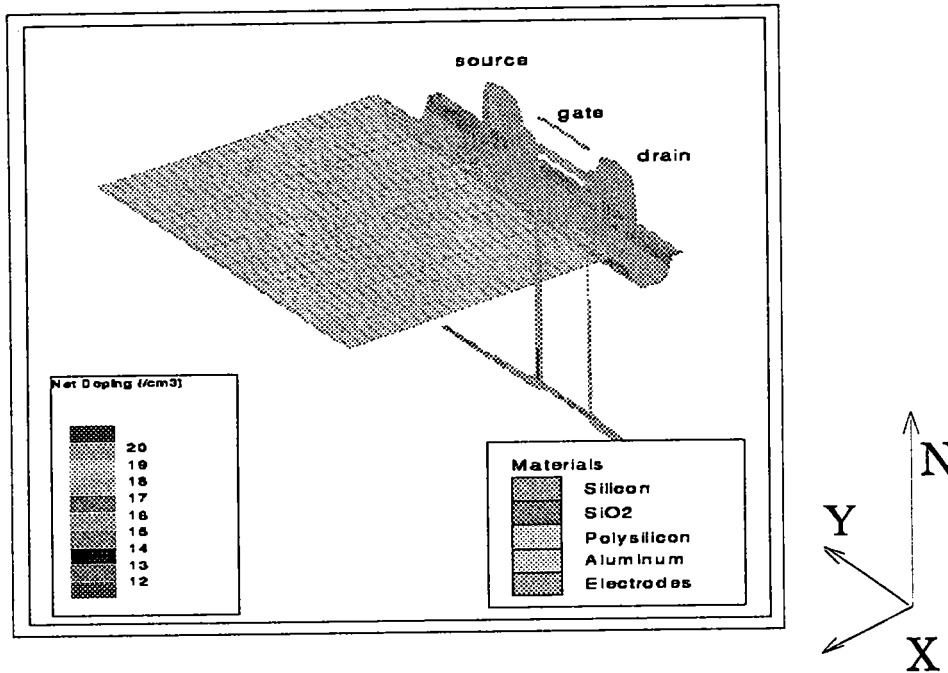 source
gate
drain
Net Doping (/cm3)
20
19
18
17
16
15
14
13
12
Materials
Silicon
SiO2
Polysilicon
Aluminum
Electrodes
N
Y
X